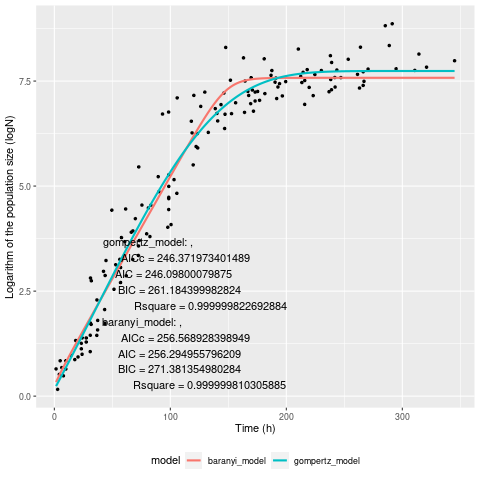 Logarithm of the population size (logN)
7.5
5.0
2.5
0.0
gompertz_model: ,
AICc = 246.371973401489
AIC = 246.09800079875
BIC = 261.184399982824
Rsquare = 0.999999822692884
baranyi_model: ,
AICc = 256.568928398949
AIC = 256.294955796209
BIC = 271.381354980284
Rsquare = 0.999999810305885
0 100 200 300
Time (h)
model baranyi_model gompertz_model